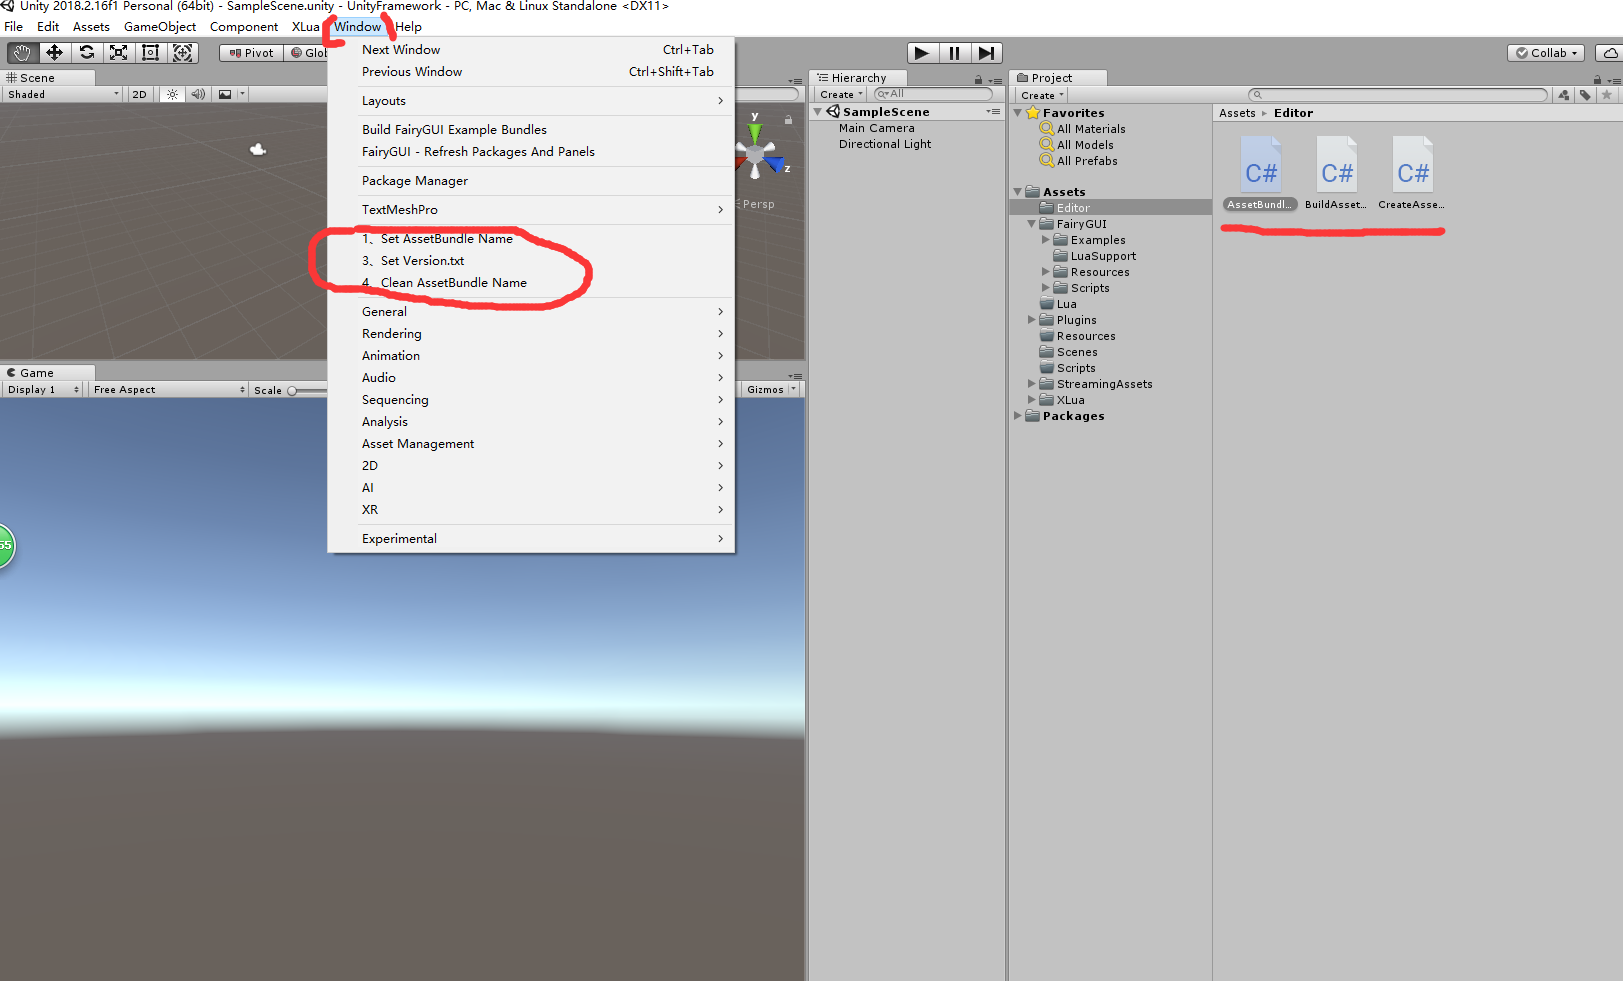 Unity 2018.2.16f1 Personal (64bit) - SampleScene.unity - UnityFramework - PC, Mac & Linux Standalone <DX11>
File Edit Assets GameObject Component XLua Window Help
Pivot Glob
Collab
Next Window Ctrl+Tab
Previous Window Ctrl+Shift+Tab
Layouts
Build FairyGUI Example Bundles
FairyGUI - Refresh Packages And Panels
Package Manager
TextMeshPro
1、Set AssetBundle Name
3、Set Version.txt
4、Clean AssetBundle Name
General
Rendering
Animation
Audio
Sequencing
Analysis
Asset Management
2D
AI
XR
Experimental
Scene
Shaded 2D
y
z
Persp
Game
Display 1 Free Aspect Scale Gizmos
55
Hierarchy
Create All
SampleScene
Main Camera
Directional Light
Project
Create
Favorites
All Materials
All Models
All Prefabs
Assets
Editor
FairyGUI
Examples
LuaSupport
Resources
Scripts
Lua
Plugins
Resources
Scenes
Scripts
StreamingAssets
XLua
Packages
Assets Editor
C# C# C#
AssetBundl... BuildAsset... CreateAsse...